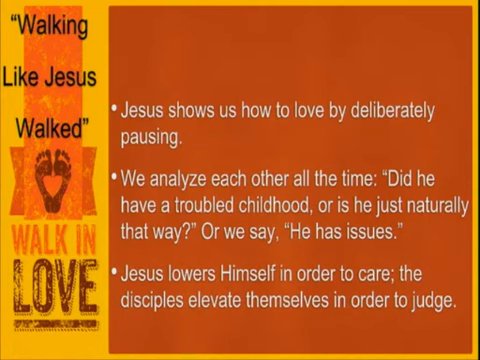 “Walking
Like Jesus
Walked”
WALK IN
LOVE
• Jesus shows us how to love by deliberately
pausing.
• We analyze each other all the time: “Did he
have a troubled childhood, or is he just naturally
that way?” Or we say, “He has issues.”
• Jesus lowers Himself in order to care; the
disciples elevate themselves in order to judge.